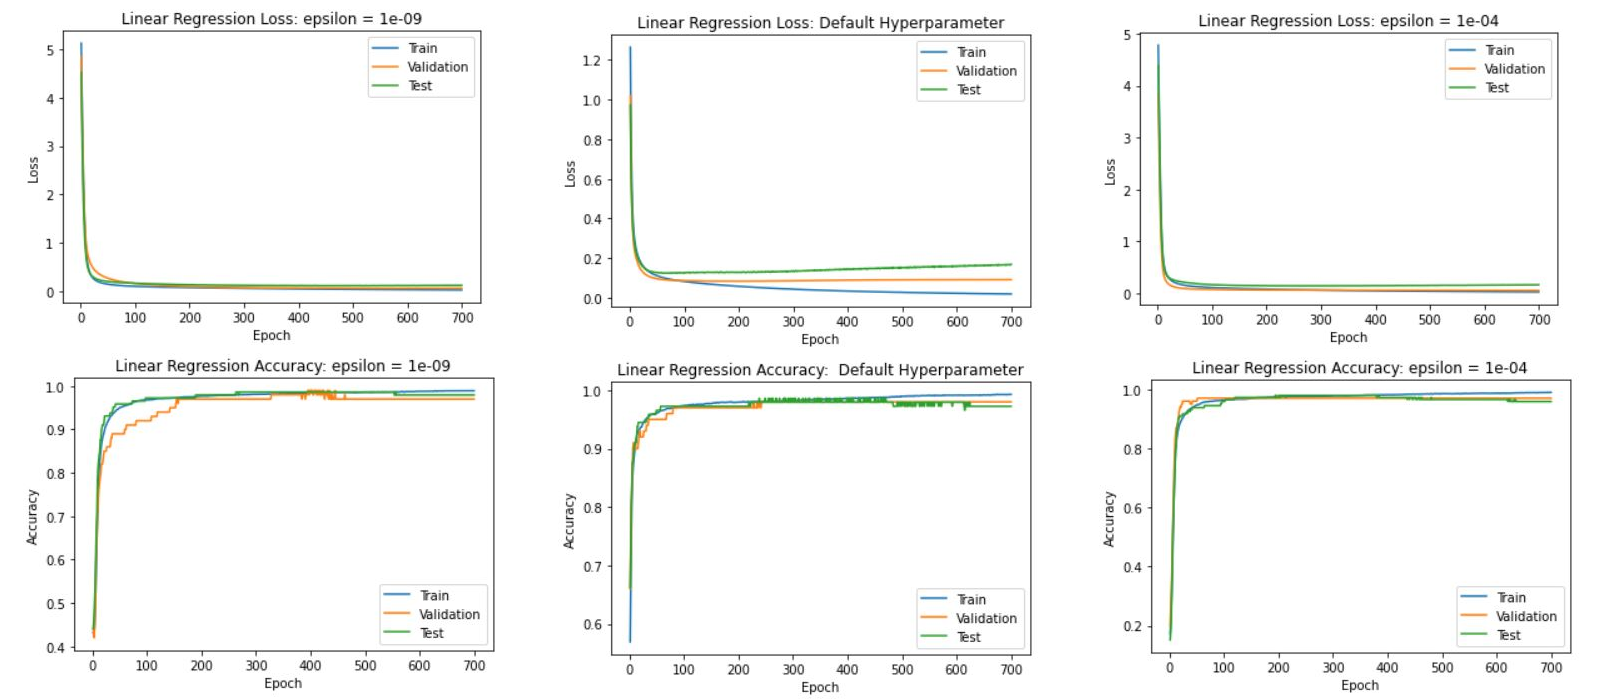 Linear Regression Loss: epsilon = 1e-09
5
4
3
2
1
0
Loss
Train
Validation
Test
0 100 200 300 400 500 600 700
Epoch
Linear Regression Loss: Default Hyperparameter
1.2
1.0
0.8
0.6
0.4
0.2
0.0
Loss
Train
Validation
Test
0 100 200 300 400 500 600 700
Epoch
Linear Regression Loss: epsilon = 1e-04
5
4
3
2
1
0
Loss
Train
Validation
Test
0 100 200 300 400 500 600 700
Epoch
Linear Regression Accuracy: epsilon = 1e-09
1.0
0.9
0.8
0.7
0.6
0.5
0.4
Accuracy
Train
Validation
Test
0 100 200 300 400 500 600 700
Epoch
Linear Regression Accuracy:  Default Hyperparameter
1.0
0.9
0.8
0.7
0.6
Accuracy
Train
Validation
Test
0 100 200 300 400 500 600 700
Epoch
Linear Regression Accuracy: epsilon = 1e-04
1.0
0.8
0.6
0.4
0.2
Accuracy
Train
Validation
Test
0 100 200 300 400 500 600 700
Epoch